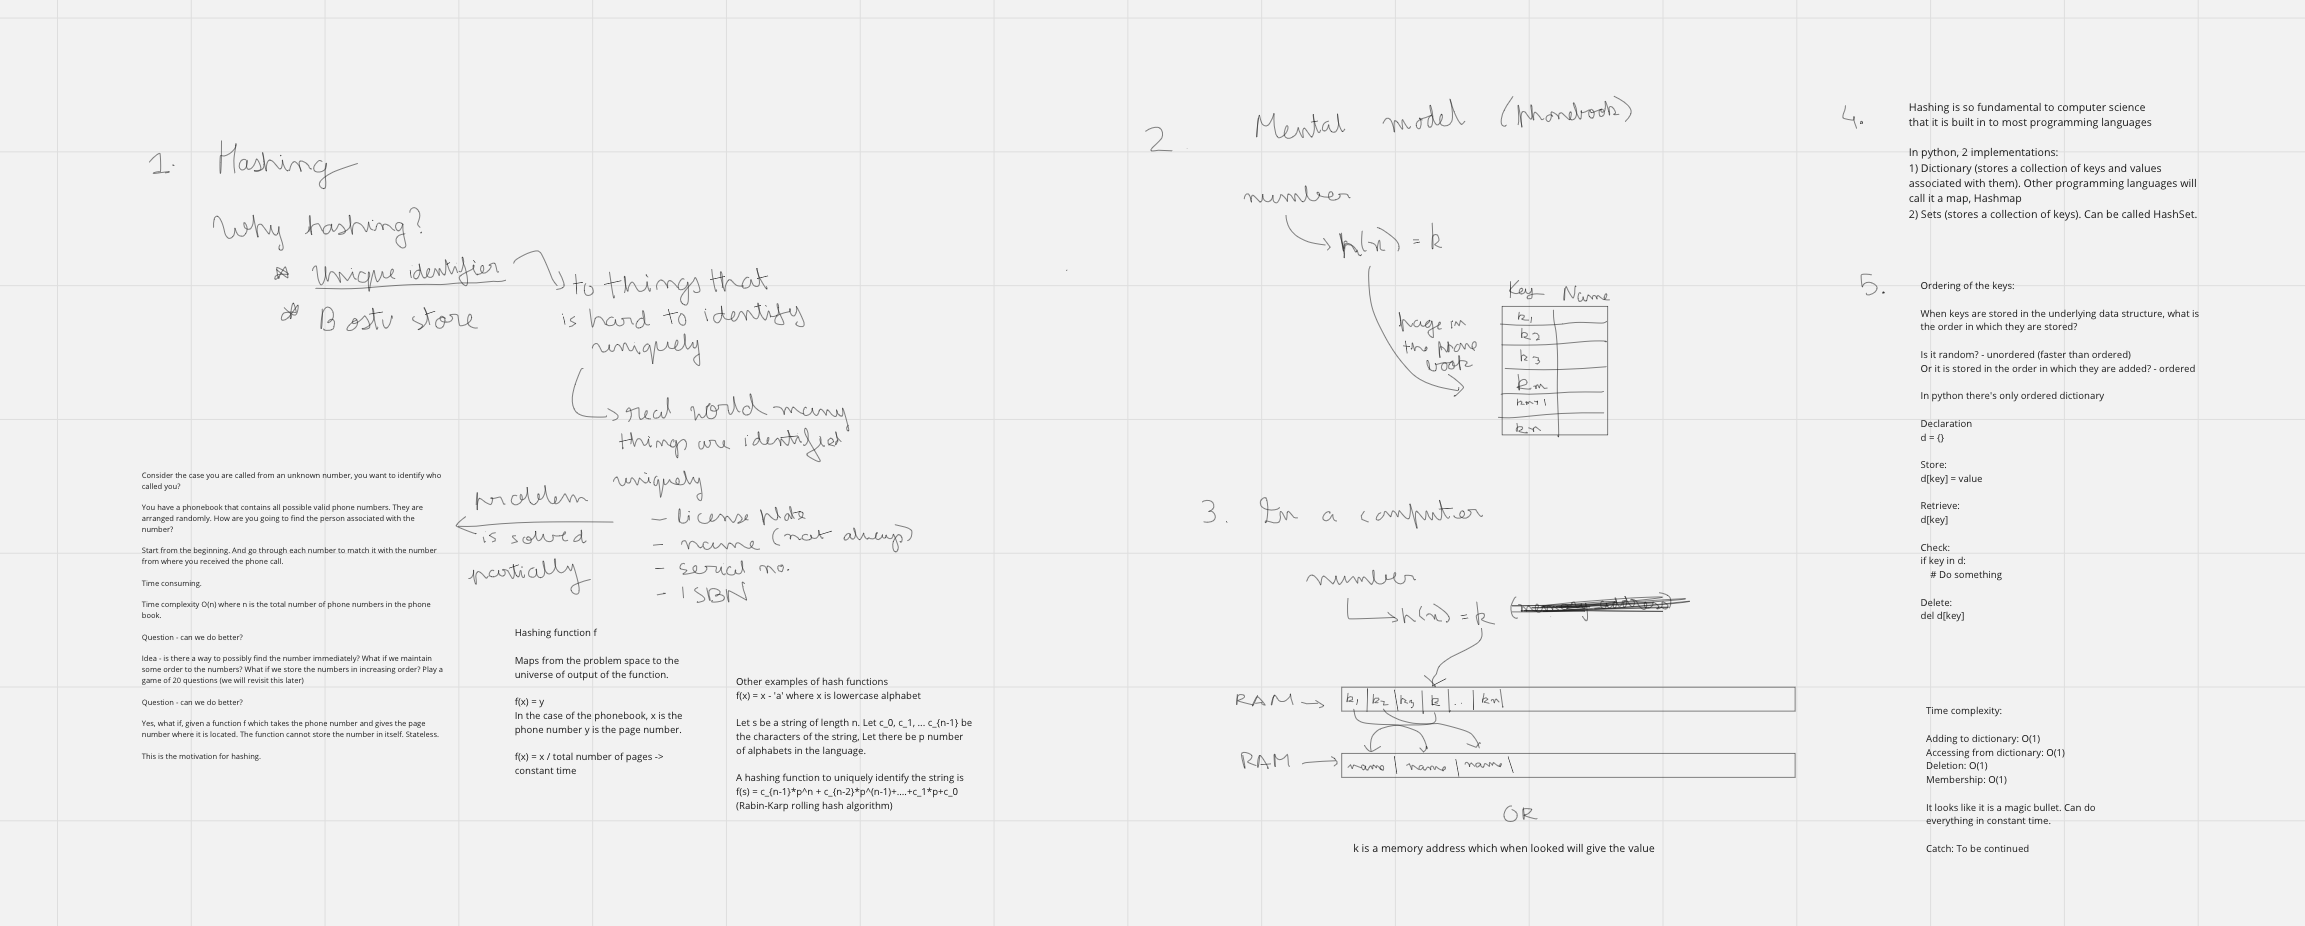 1. Hashing
Why hashing?
* Unique identifier
* B ostu store
to things that
is hard to identify
uniquely
real world many
things are identified
uniquely
- license plate
- name (not always)
- serial no.
- ISBN
problem
is solved
partially
Consider the case you are called from an unknown number, you want to identify who
called you?
You have a phonebook that contains all possible valid phone numbers. They are
arranged randomly. How are you going to find the person associated with the
number?
Start from the beginning. And go through each number to match it with the number
from where you received the phone call.
Time consuming.
Time complexity O(n) where n is the total number of phone numbers in the phone
book.
Question - can we do better?
Idea - is there a way to possibly find the number immediately? What if we maintain
some order to the numbers? What if we store the numbers in increasing order? Play a
game of 20 questions (we will revisit this later)
Question - can we do better?
Yes, what if, given a function f which takes the phone number and gives the page
number where it is located. The function cannot store the number in itself. Stateless.
This is the motivation for hashing.
Hashing function f
Maps from the problem space to the
universe of output of the function.
f(x) = y
In the case of the phonebook, x is the
phone number y is the page number.
f(x) = x / total number of pages ->
constant time
Other examples of hash functions
f(x) = x - 'a' where x is lowercase alphabet
Let s be a string of length n. Let c_0, c_1, ... c_{n-1} be
the characters of the string, Let there be p number
of alphabets in the language.
A hashing function to uniquely identify the string is
f(s) = c_{n-1}*p^n + c_{n-2}*p^(n-1)+....+c_1*p+c_0
(Rabin-Karp rolling hash algorithm)
2. Mental model (phonebook)
number
h(x) = k
page in
the phone
book
Key Name
k1
k2
k3
km
km+1
kn
3. In a computer
number
h(x) = k
RAM
k1 k2 k3 k .. kn
RAM
name name name
OR
k is a memory address which when looked will give the value
4.
Hashing is so fundamental to computer science
that it is built in to most programming languages
In python, 2 implementations:
1) Dictionary (stores a collection of keys and values
associated with them). Other programming languages will
call it a map, Hashmap
2) Sets (stores a collection of keys). Can be called HashSet.
5.
Ordering of the keys:
When keys are stored in the underlying data structure, what is
the order in which they are stored?
Is it random? - unordered (faster than ordered)
Or it is stored in the order in which they are added? - ordered
In python there's only ordered dictionary
Declaration
d = {}
Store:
d[key] = value
Retrieve:
d[key]
Check:
if key in d:
# Do something
Delete:
del d[key]
Time complexity:
Adding to dictionary: O(1)
Accessing from dictionary: O(1)
Deletion: O(1)
Membership: O(1)
It looks like it is a magic bullet. Can do
everything in constant time.
Catch: To be continued